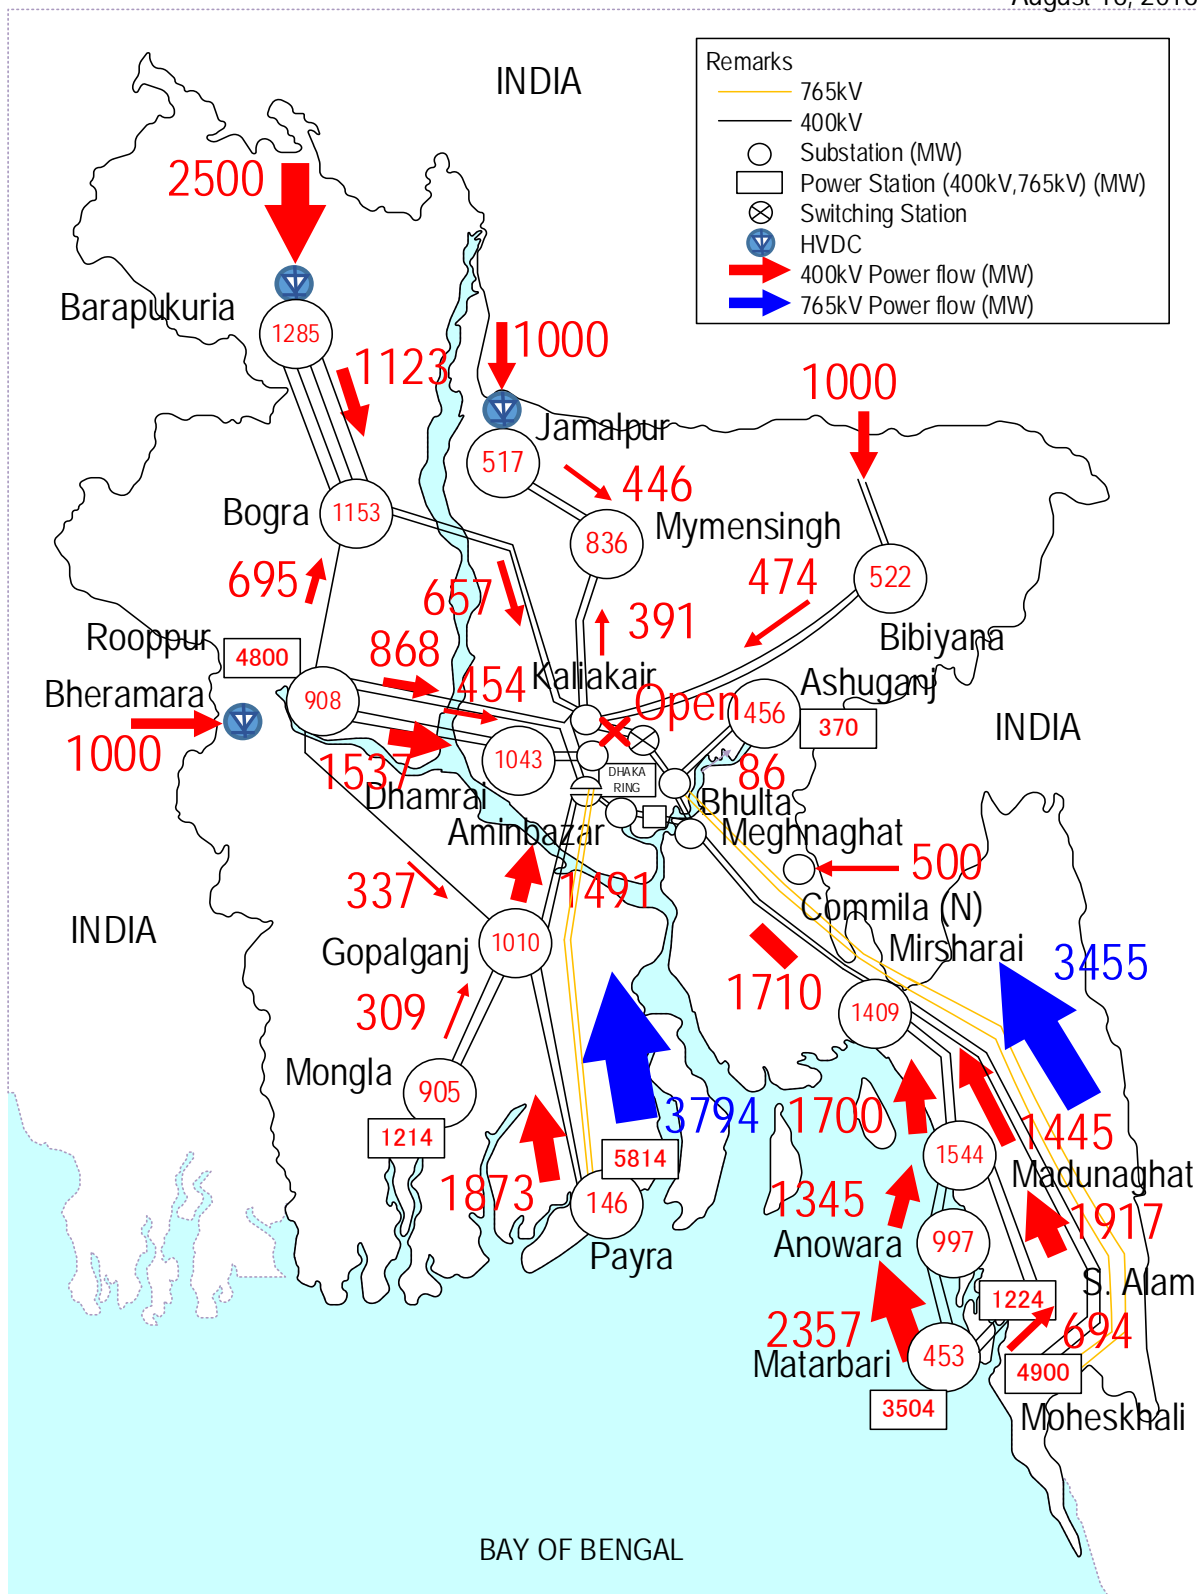 INDIA
Remarks
765kV
400kV
Substation (MW)
Power Station (400kV,765kV) (MW)
Switching Station
HVDC
400kV Power flow (MW)
765kV Power flow (MW)
2500
Barapukuria
1285
1123
1000
1000
Jamalpur
517
446
Bogra
1153
836
Mymensingh
474
522
695
657
391
Bibiyana
Rooppur
4800
868
Kaliakair
Ashuganj
Bheramara
908
454
Open
456
370
INDIA
1000
1537
1043
DHAKA
RING
86
Dhamrai
Bhulta
Aminbazar
Meghnaghat
337
1491
500
Commila (N)
INDIA
Gopalganj
1010
Mirsharai
3455
1710
309
1409
Mongla
905
3794
1700
1445
1214
5814
1544
Madunaghat
1873
146
1345
1917
Payra
Anowara
997
S. Alam
1224
2357
694
Matarbari
453
4900
3504
Moheskhali
BAY OF BENGAL